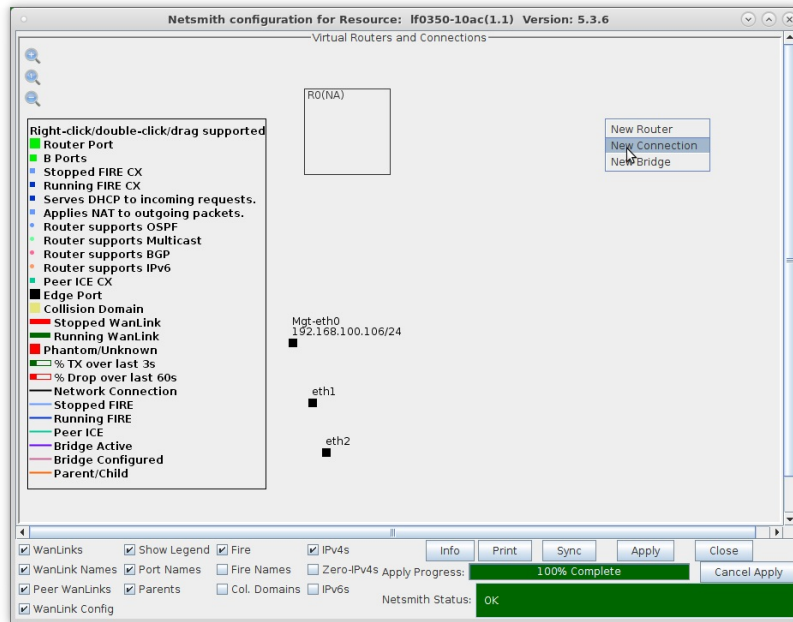 Netsmith configuration for Resource: lf0350-10ac(1.1) Version: 5.3.6
Virtual Routers and Connections
R0(NA)
New Router
New Connection
New Bridge
Right-click/double-click/drag supported
Router Port
B Ports
Stopped FIRE CX
Running FIRE CX
Serves DHCP to incoming requests.
Applies NAT to outgoing packets.
Router supports OSPF
Router supports Multicast
Router supports BGP
Router supports IPv6
Peer ICE CX
Edge Port
Collision Domain
Stopped WanLink
Running WanLink
Phantom/Unknown
% TX over last 3s
% Drop over last 60s
Network Connection
Stopped FIRE
Running FIRE
Peer ICE
Bridge Active
Bridge Configured
Parent/Child
Mgt-eth0
192.168.100.106/24
eth1
eth2
WanLinks Show Legend Fire IPv4s Info Print Sync Apply Close
WanLink Names Port Names Fire Names Zero-IPv4s Apply Progress: 100% Complete Cancel Apply
Peer WanLinks Parents Col. Domains IPv6s Netsmith Status: OK
WanLink Config